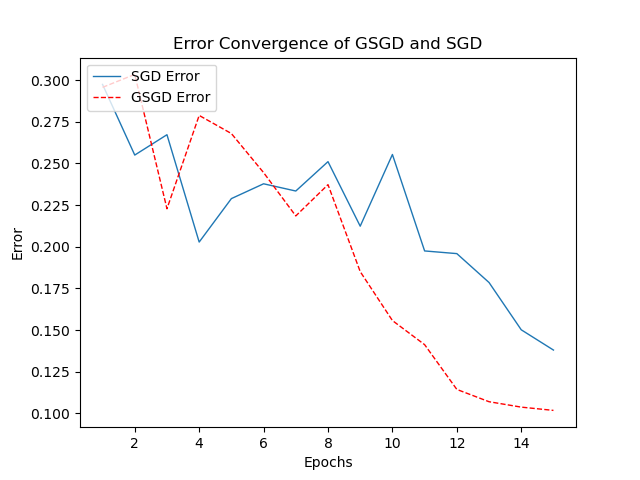 Error Convergence of GSGD and SGD
SGD Error
GSGD Error
0.300
0.275
0.250
0.225
0.200
0.175
0.150
0.125
0.100
Error
2 4 6 8 10 12 14
Epochs